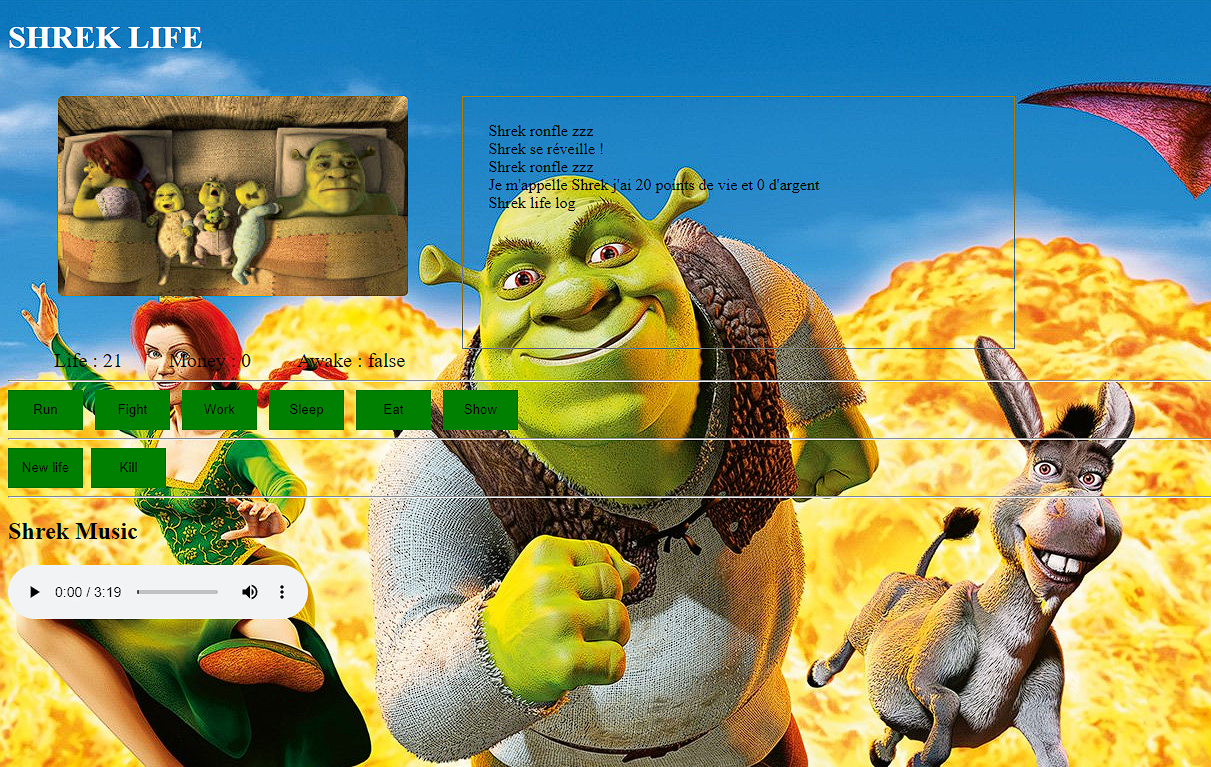 SHREK LIFE
Shrek ronfle zzz
Shrek se réveille !
Shrek ronfle zzz
Je m'appelle Shrek j'ai 20 points de vie et 0 d'argent
Shrek life log
Life : 21 Money : 0 Awake : false
Run Fight Work Sleep Eat Show
New life Kill
Shrek Music
0:00 / 3:19